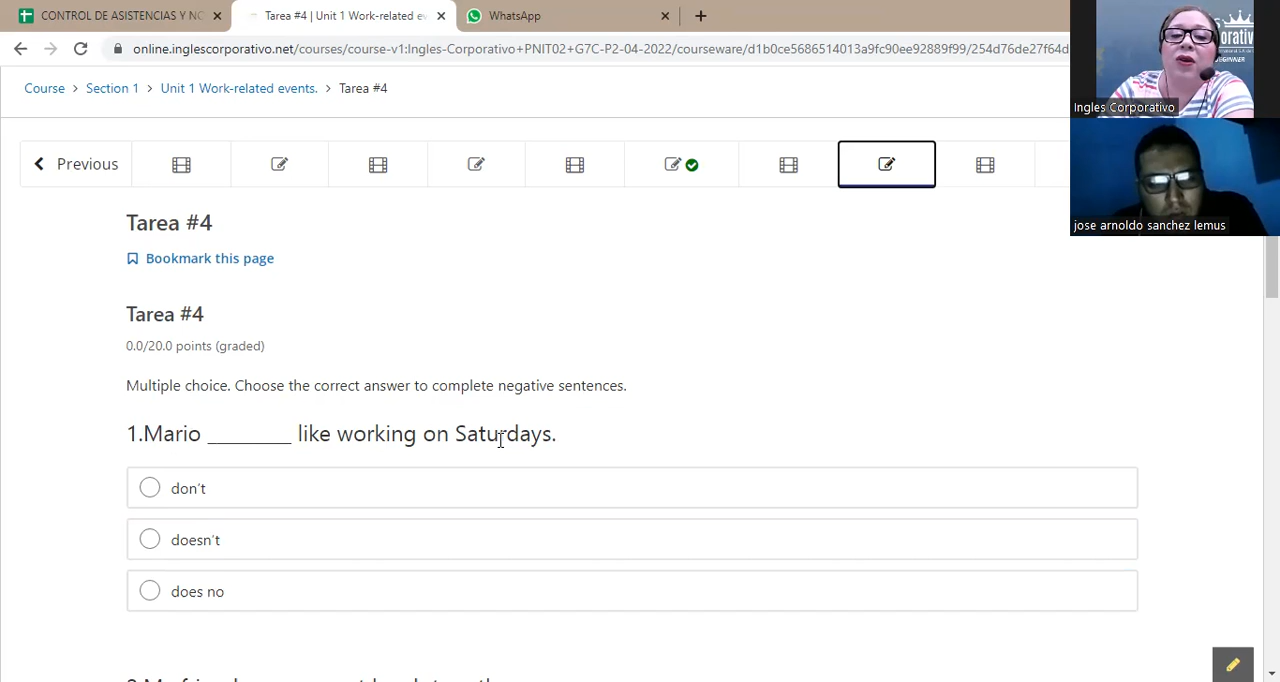 CONTROL DE ASISTENCIAS Y NO
Tarea #4 | Unit 1 Work-related ev
WhatsApp
online.inglescorporativo.net/courses/course-v1:Ingles-Corporativo+PNIT02+G7C-P2-04-2022/courseware/d1b0ce5686514013a9fc90ee92889f99/254d76de27f64d
Ingles Corporativo
jose arnoldo sanchez lemus
Course > Section 1 > Unit 1 Work-related events. > Tarea #4
Previous
Tarea #4
Bookmark this page
Tarea #4
0.0/20.0 points (graded)
Multiple choice. Choose the correct answer to complete negative sentences.
1.Mario ________ like working on Saturdays.
don´t
doesn´t
does no